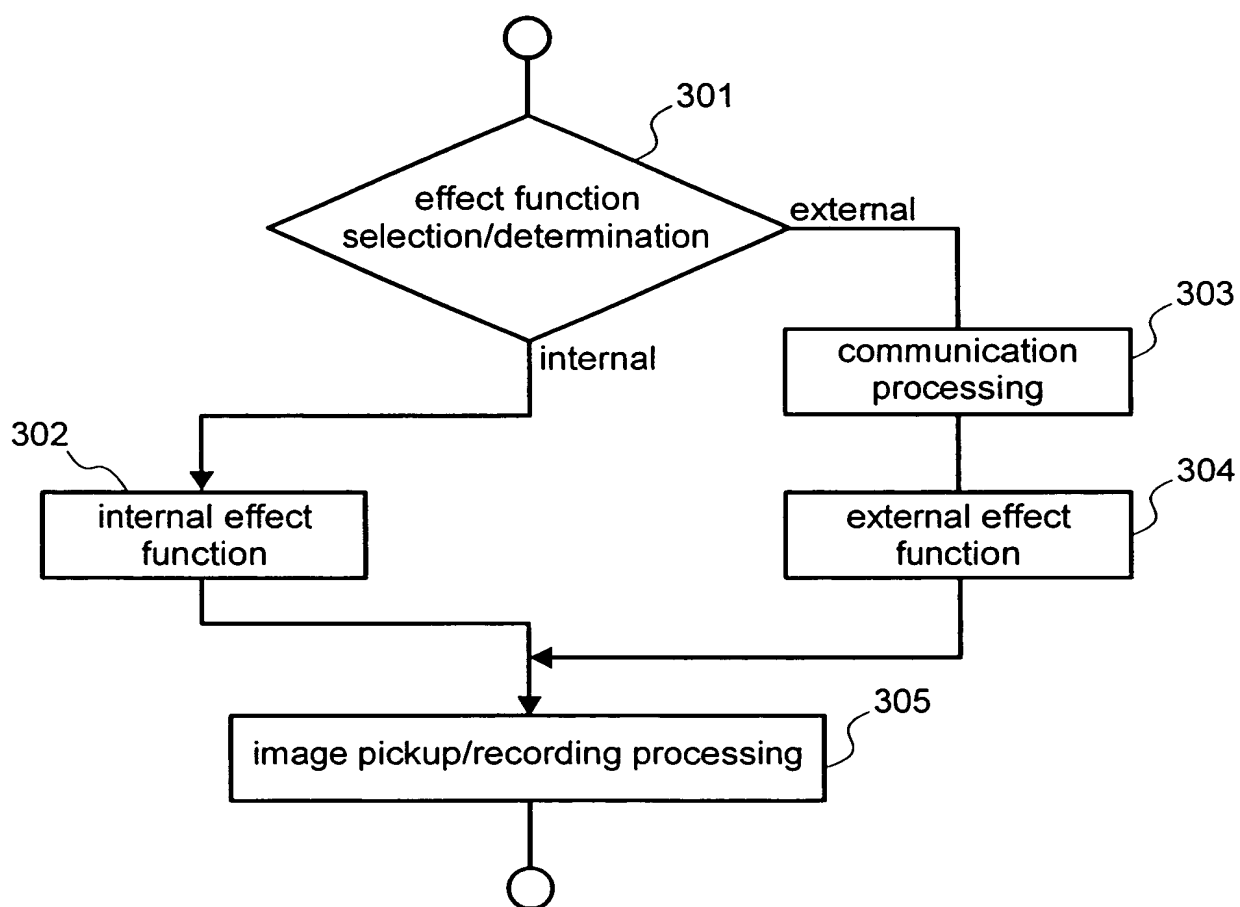 301
effect function
selection/determination
external
303
communication
processing
internal
302
internal effect
function
304
external effect
function
305
image pickup/recording processing